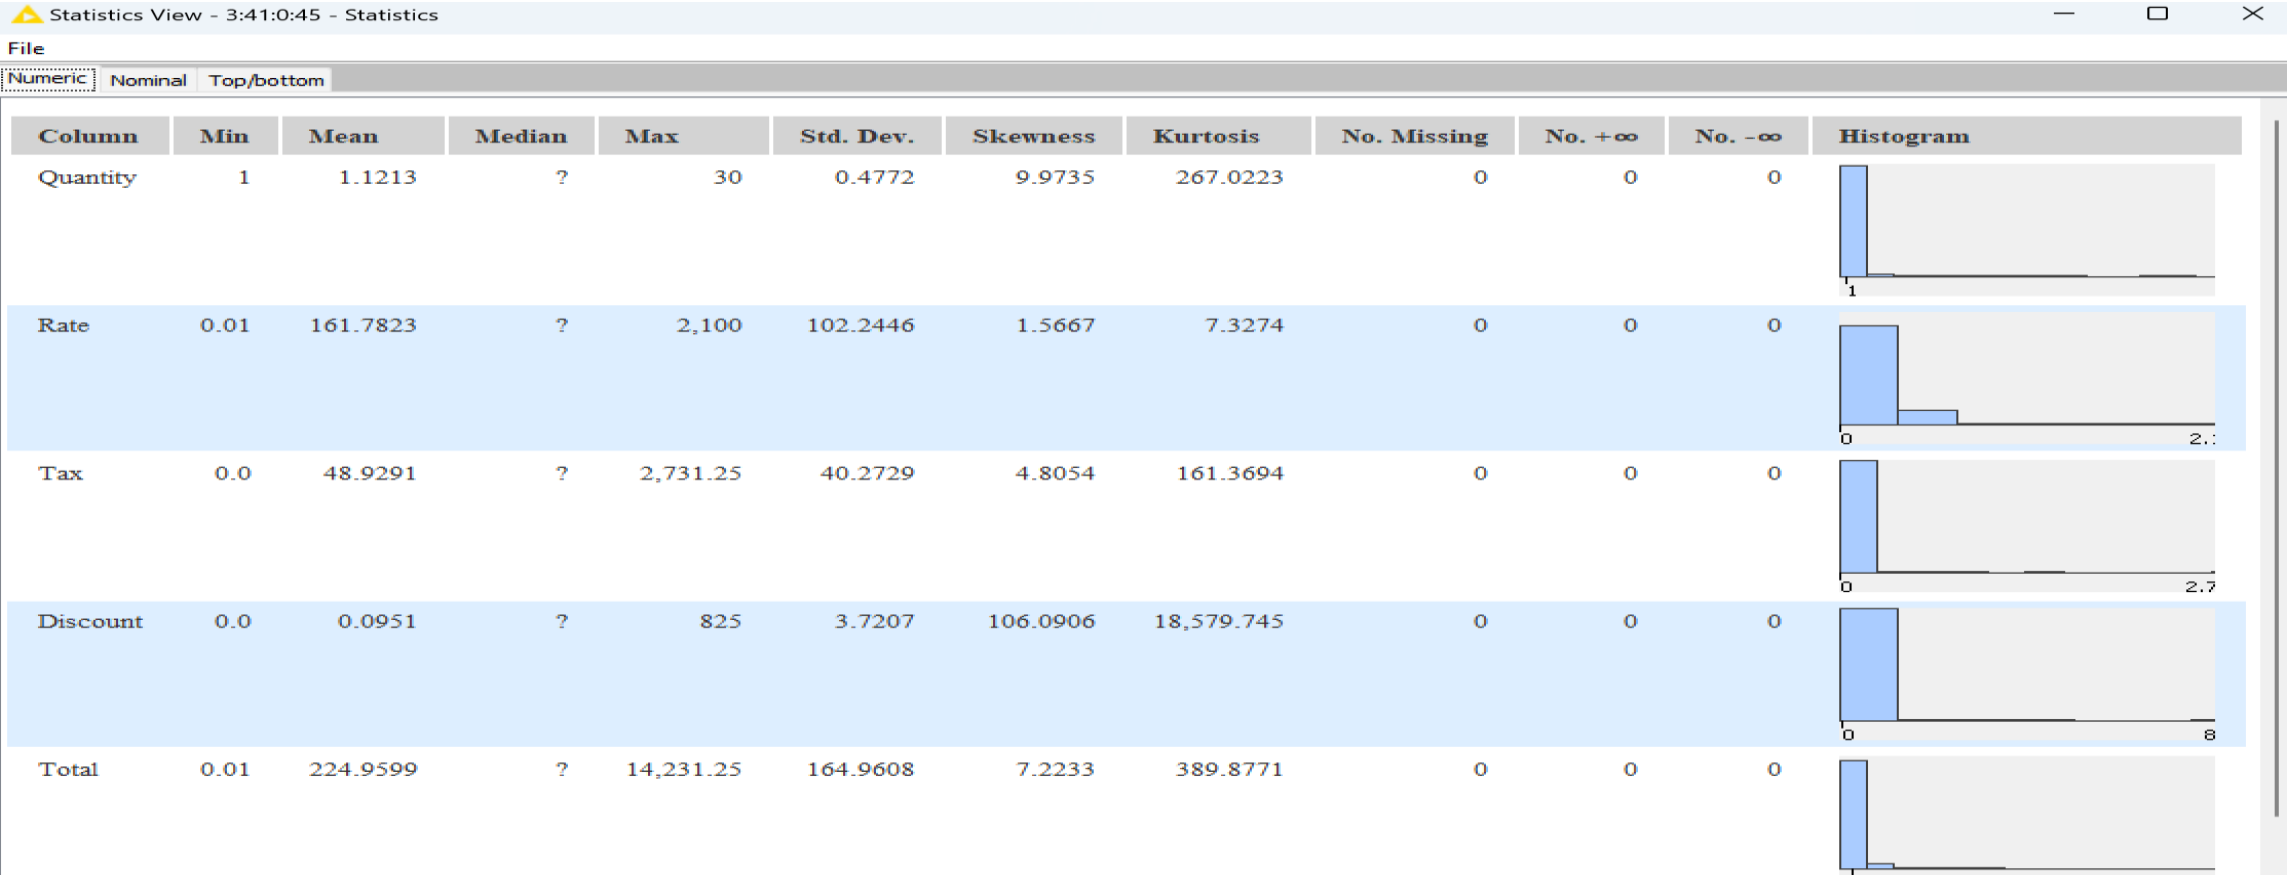 Statistics View - 3:41:0:45 - Statistics
File
Numeric Nominal Top/bottom
Column Min Mean Median Max Std. Dev. Skewness Kurtosis No. Missing No. +∞ No. -∞ Histogram
Quantity 1 1.1213 ? 30 0.4772 9.9735 267.0223 0 0 0
1
Rate 0.01 161.7823 ? 2,100 102.2446 1.5667 7.3274 0 0 0
0 2.
Tax 0.0 48.9291 ? 2,731.25 40.2729 4.8054 161.3694 0 0 0
0 2.7
Discount 0.0 0.0951 ? 825 3.7207 106.0906 18,579.745 0 0 0
0 8
Total 0.01 224.9599 ? 14,231.25 164.9608 7.2233 389.8771 0 0 0